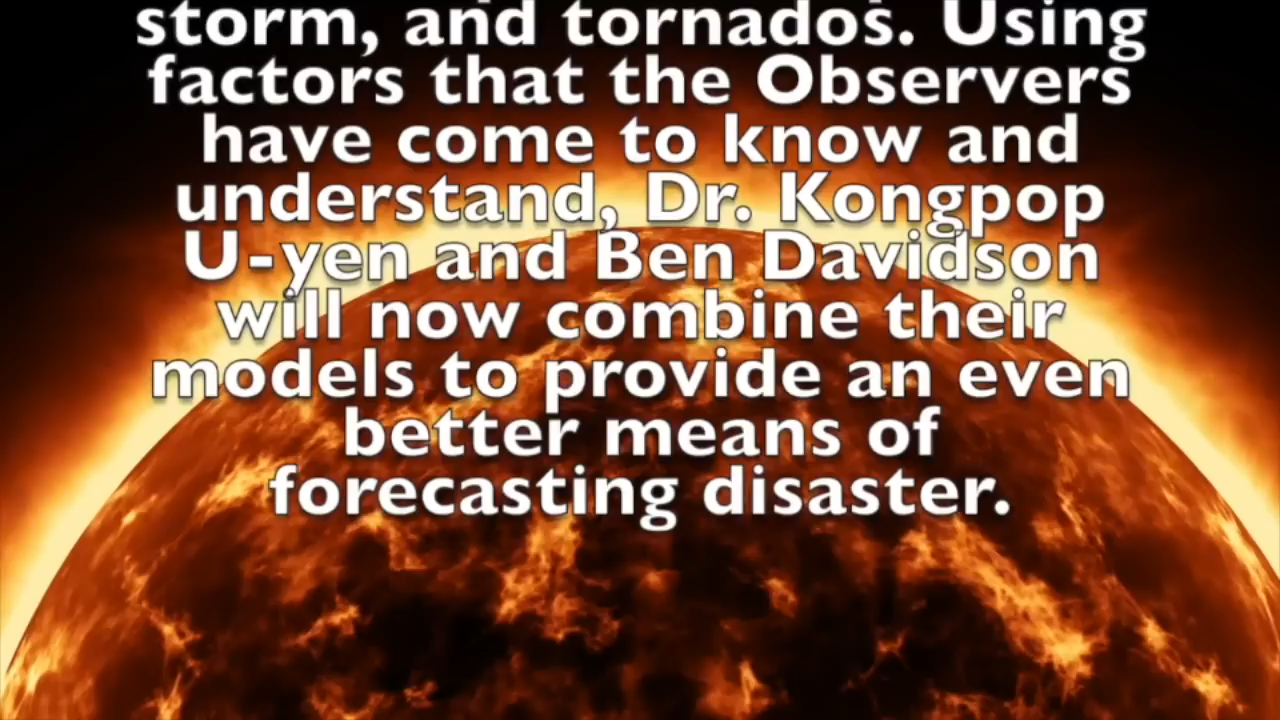 storm, and tornados. Using
factors that the Observers
have come to know and
understand, Dr. Kongpop
U-yen and Ben Davidson
will now combine their
models to provide an even
better means of
forecasting disaster.